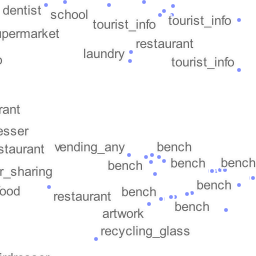 dentist
school
tourist_info
tourist_info
upermarket
restaurant
laundry
tourist_info
rant
esser
staurant
vending_any
bench
bench
bench
bench
r_sharing
ood
restaurant
bench
bench
artwork
bench
recycling_glass